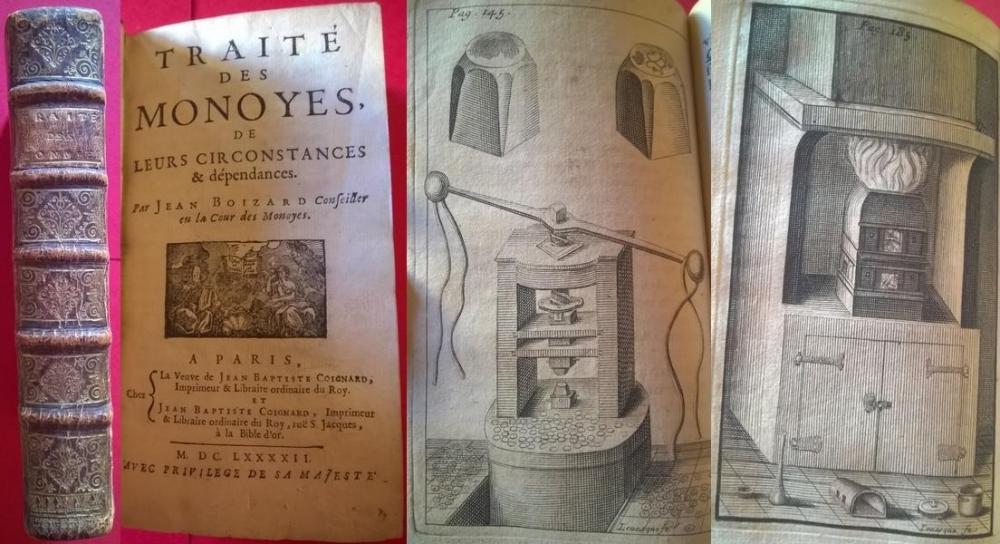 TRAITE
DES
TRAITÉ
DES
MONOYES,
DE
LEURS CIRCONSTANCES
& dépendances.
Par JEAN BOIZARD Conseiller
en la Cour des Monoyes.
A PARIS,
La Veuve de JEAN BAPTISTE COIGNARD,
Imprimeur & Libraire ordinaire du Roy.
Chez
ET
JEAN BAPTISTE COIGNARD, Imprimeur
& Libraire ordinaire du Roy, ruë S. Jacques,
à la Bible d'or.
M. DC. LXXXXII.
AVEC PRIVILEGE DE SA MAJESTE
Pag. 145.
Pag. 185